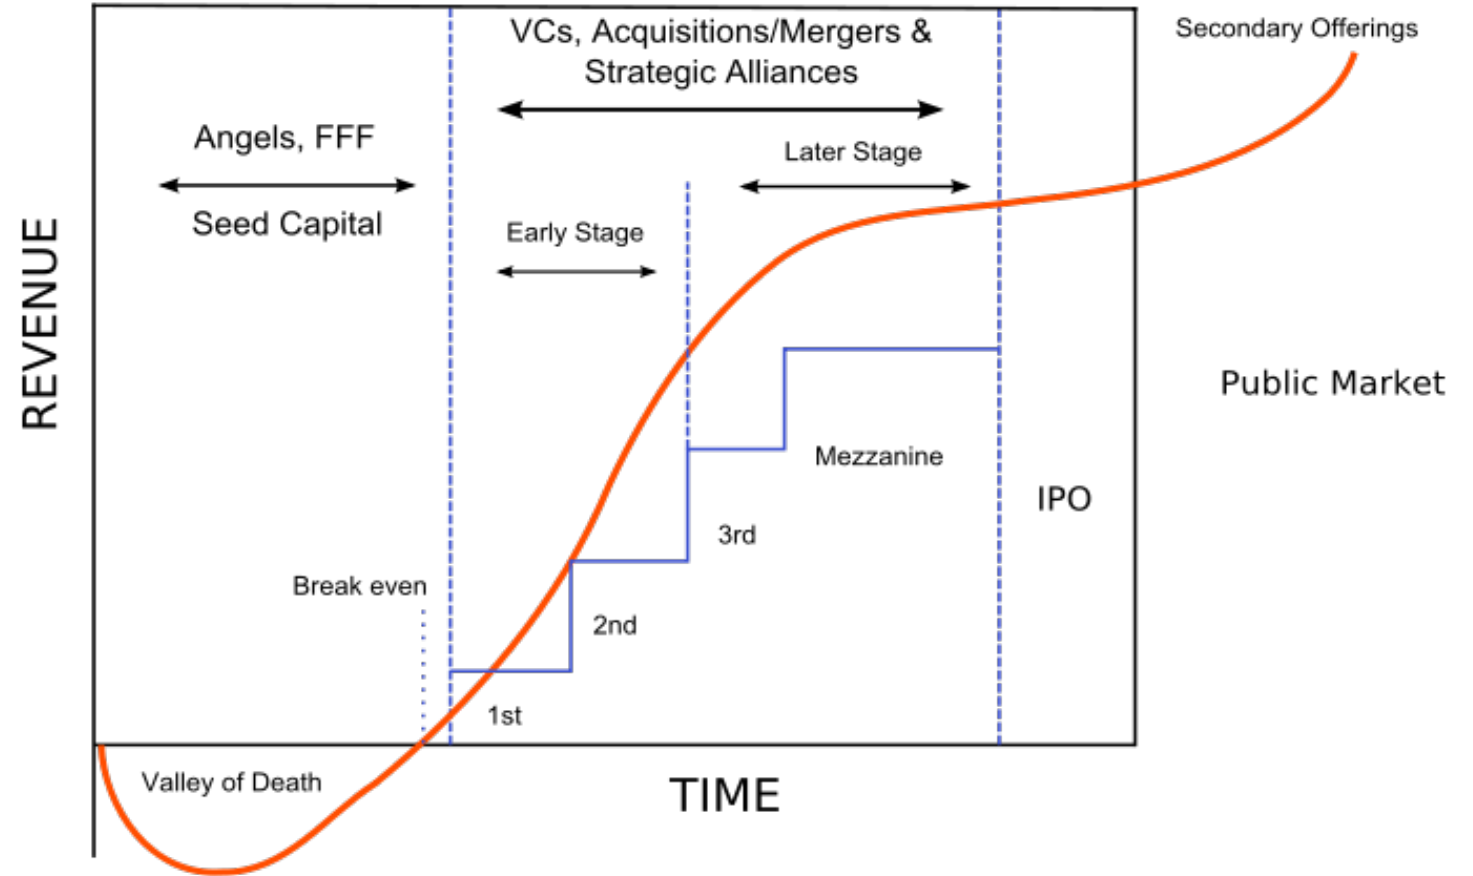 VCs, Acquisitions/Mergers &
Strategic Alliances
Secondary Offerings
Angels, FFF
Seed Capital
Later Stage
Early Stage
REVENUE
Public Market
Mezzanine
IPO
3rd
Break even
2nd
1st
Valley of Death
TIME